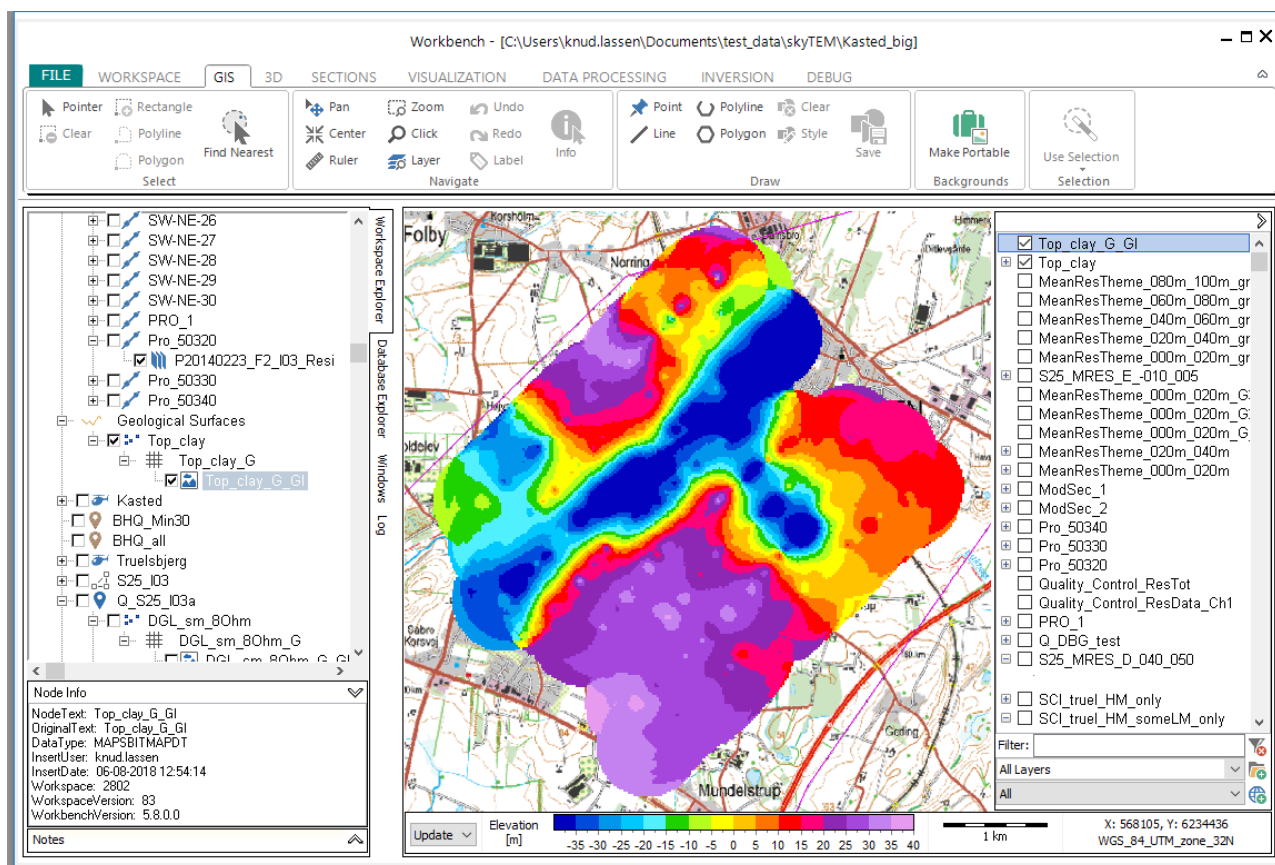 Workbench - [C:\Users\knud.lassen\Documents\test_data\skyTEM\Kasted_big]
FILE WORKSPACE GIS 3D SECTIONS VISUALIZATION DATA PROCESSING INVERSION DEBUG
Pointer Rectangle
Clear Polyline
Polygon
Find Nearest
Select
Pan Zoom Undo
Center Click Redo
Ruler Layer Label
Info
Navigate
Point Polyline Clear
Line Polygon Style
Save
Draw
Make Portable
Backgrounds
Use Selection
Selection
SW-NE-26
SW-NE-27
SW-NE-28
SW-NE-29
SW-NE-30
PRO_1
Pro_50320
P20140223_F2_I03_Resi
Pro_50330
Pro_50340
Geological Surfaces
Top_clay
Top_clay_G
Top_clay_G_GI
Kasted
BHQ_Min30
BHQ_all
Truelsbjerg
S25_I03
Q_S25_I03a
DGL_sm_8Ohm
DGL_sm_8Ohm_G
DGL_sm_8Ohm_G_GI
Workspace Explorer
Database Explorer
Windows
Log
Node Info
NodeText: Top_clay_G_GI
OriginalText: Top_clay_G_GI
DataType: MAPSBITMAPDT
InsertUser: knud.lassen
InsertDate: 06-08-2018 12:54:14
Workspace: 2802
WorkspaceVersion: 83
WorkbenchVersion: 5.8.0.0
Notes
Korsholm
Folby
Norring
Mundelstrup
Update
Elevation
[m]
-35 -30 -25 -20 -15 -10 -5 0 5 10 15 20 25 30 35 40
1 km
X: 568105, Y: 6234436
WGS_84_UTM_zone_32N
Top_clay_G_GI
Top_clay
MeanResTheme_080m_100m_gr
MeanResTheme_060m_080m_gr
MeanResTheme_040m_060m_gr
MeanResTheme_020m_040m_gr
MeanResTheme_000m_020m_gr
S25_MRES_E_-010_005
MeanResTheme_000m_020m_G
MeanResTheme_000m_020m_G
MeanResTheme_000m_020m_G_
MeanResTheme_020m_040m
MeanResTheme_000m_020m
ModSec_1
ModSec_2
Pro_50340
Pro_50330
Pro_50320
Quality_Control_ResTot
Quality_Control_ResData_Ch1
PRO_1
Q_DBG_test
S25_MRES_D_040_050
SCI_truel_HM_only
SCI_truel_HM_someLM_only
Filter:
All Layers
All